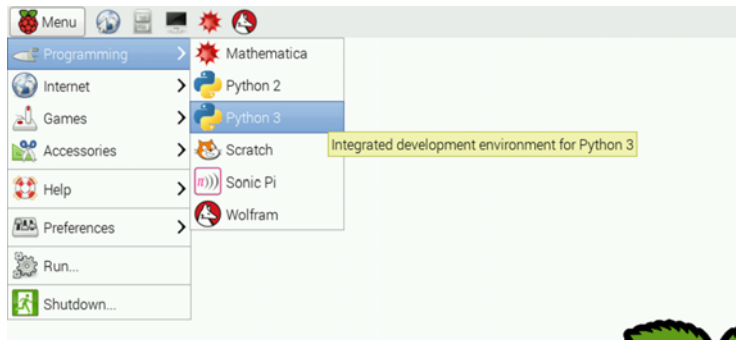 Menu
Programming
Mathematica
Internet
Python 2
Games
Python 3
Integrated development environment for Python 3
Accessories
Scratch
Help
Sonic Pi
π)))
Preferences
Wolfram
Run...
Shutdown...